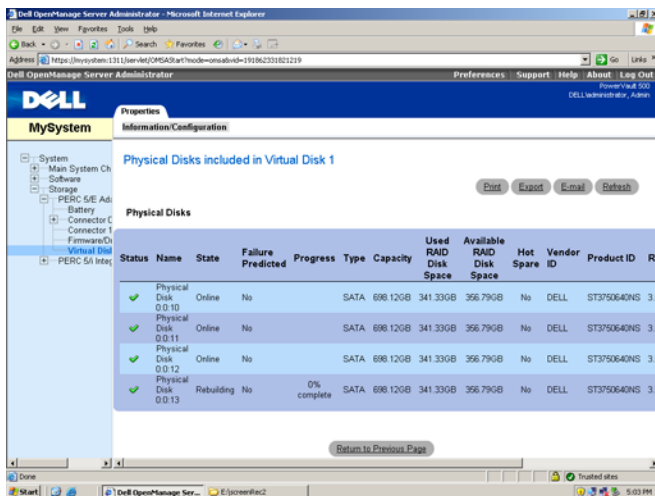 Dell OpenManage Server Administrator - Microsoft Internet Explorer
File Edit View Favorites Tools Help
Back Search Favorites
Address https://mysystem:1311/servlet/OMSAStart?mode=omsa&vid=191862331821219 Go Links
Dell OpenManage Server Administrator Preferences Support Help About Log Out
PowerVault 500
DELL\administrator, Admin
DELL
Properties
MySystem
Information/Configuration
System
Main System Ch
Software
Storage
PERC 5/E Ada
Battery
Connector 0
Connector 1
Firmware/Dr
Virtual Disk
PERC 5/i Integ
Physical Disks included in Virtual Disk 1
Print Export E-mail Refresh
Physical Disks
Status Name State Failure Predicted Progress Type Capacity Used RAID Disk Space Available RAID Disk Space Hot Spare Vendor ID Product ID R
Physical Disk 0:0:10 Online No SATA 698.12GB 341.33GB 356.79GB No DELL ST3750640NS 3.
Physical Disk 0:0:11 Online No SATA 698.12GB 341.33GB 356.79GB No DELL ST3750640NS 3.
Physical Disk 0:0:12 Online No SATA 698.12GB 341.33GB 356.79GB No DELL ST3750640NS 3.
Physical Disk 0:0:13 Rebuilding No 0% complete SATA 698.12GB 341.33GB 356.79GB No DELL ST3750640NS 3.
Return to Previous Page
Done Trusted sites
Start Dell OpenManage Ser... E:\screenRec2 5:03 PM